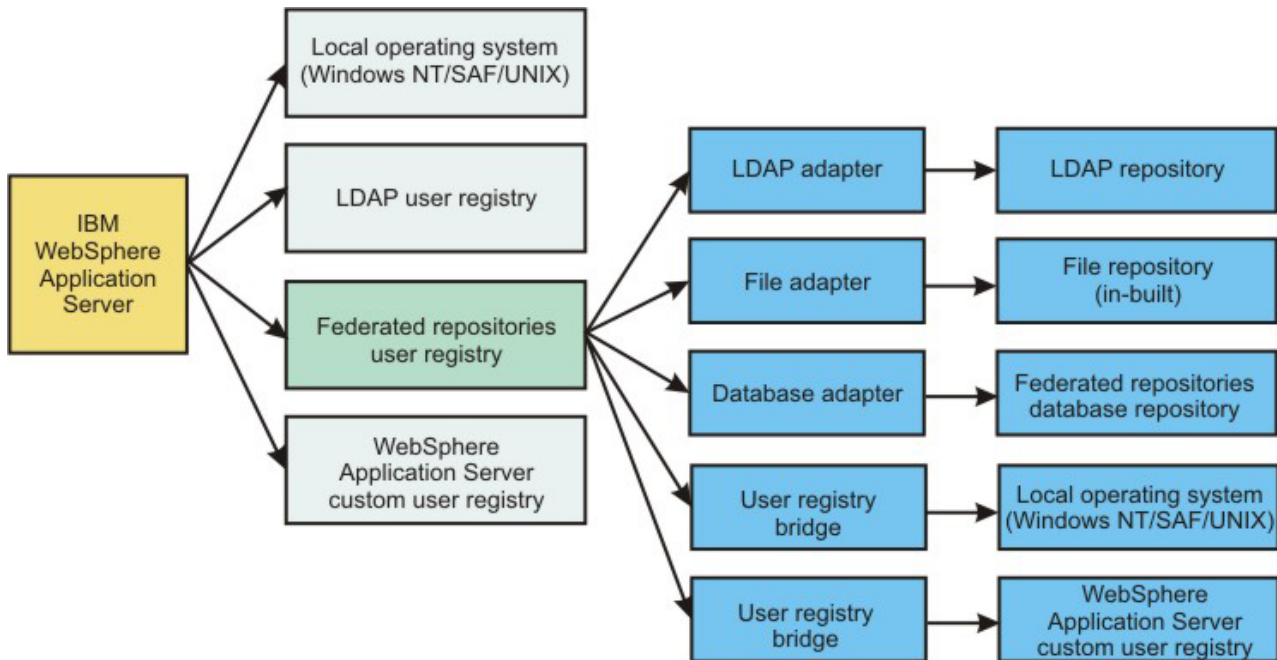 IBM
WebSphere
Application
Server
Local operating system
(Windows NT/SAF/UNIX)
LDAP user registry
Federated repositories
user registry
WebSphere
Application Server
custom user registry
LDAP adapter
LDAP repository
File adapter
File repository
(in-built)
Database adapter
Federated repositories
database repository
User registry
bridge
Local operating system
(Windows NT/SAF/UNIX)
User registry
bridge
WebSphere
Application Server
custom user registry